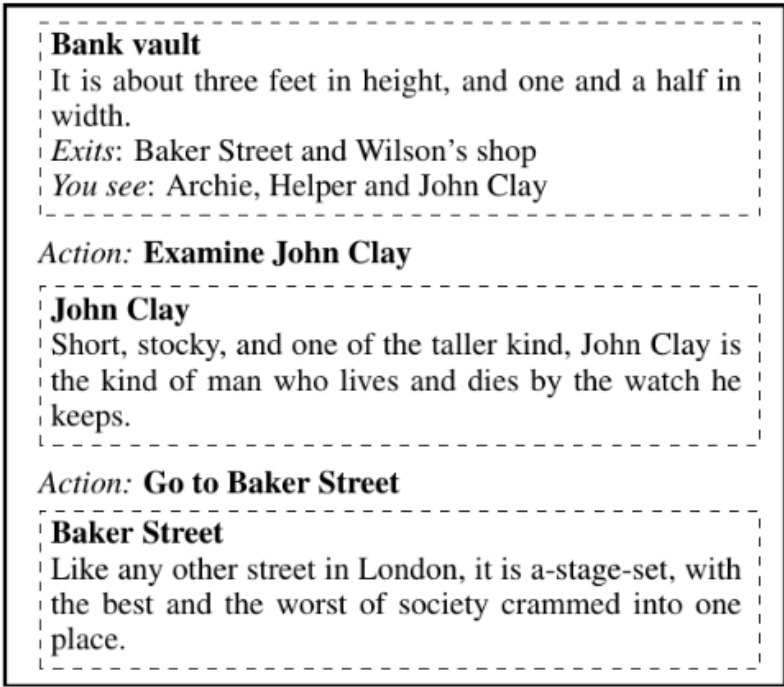 Bank vault
It is about three feet in height, and one and a half in
width.
Exits: Baker Street and Wilson's shop
You see: Archie, Helper and John Clay
Action: Examine John Clay
John Clay
Short, stocky, and one of the taller kind, John Clay is
the kind of man who lives and dies by the watch he
keeps.
Action: Go to Baker Street
Baker Street
Like any other street in London, it is a-stage-set, with
the best and the worst of society crammed into one
place.